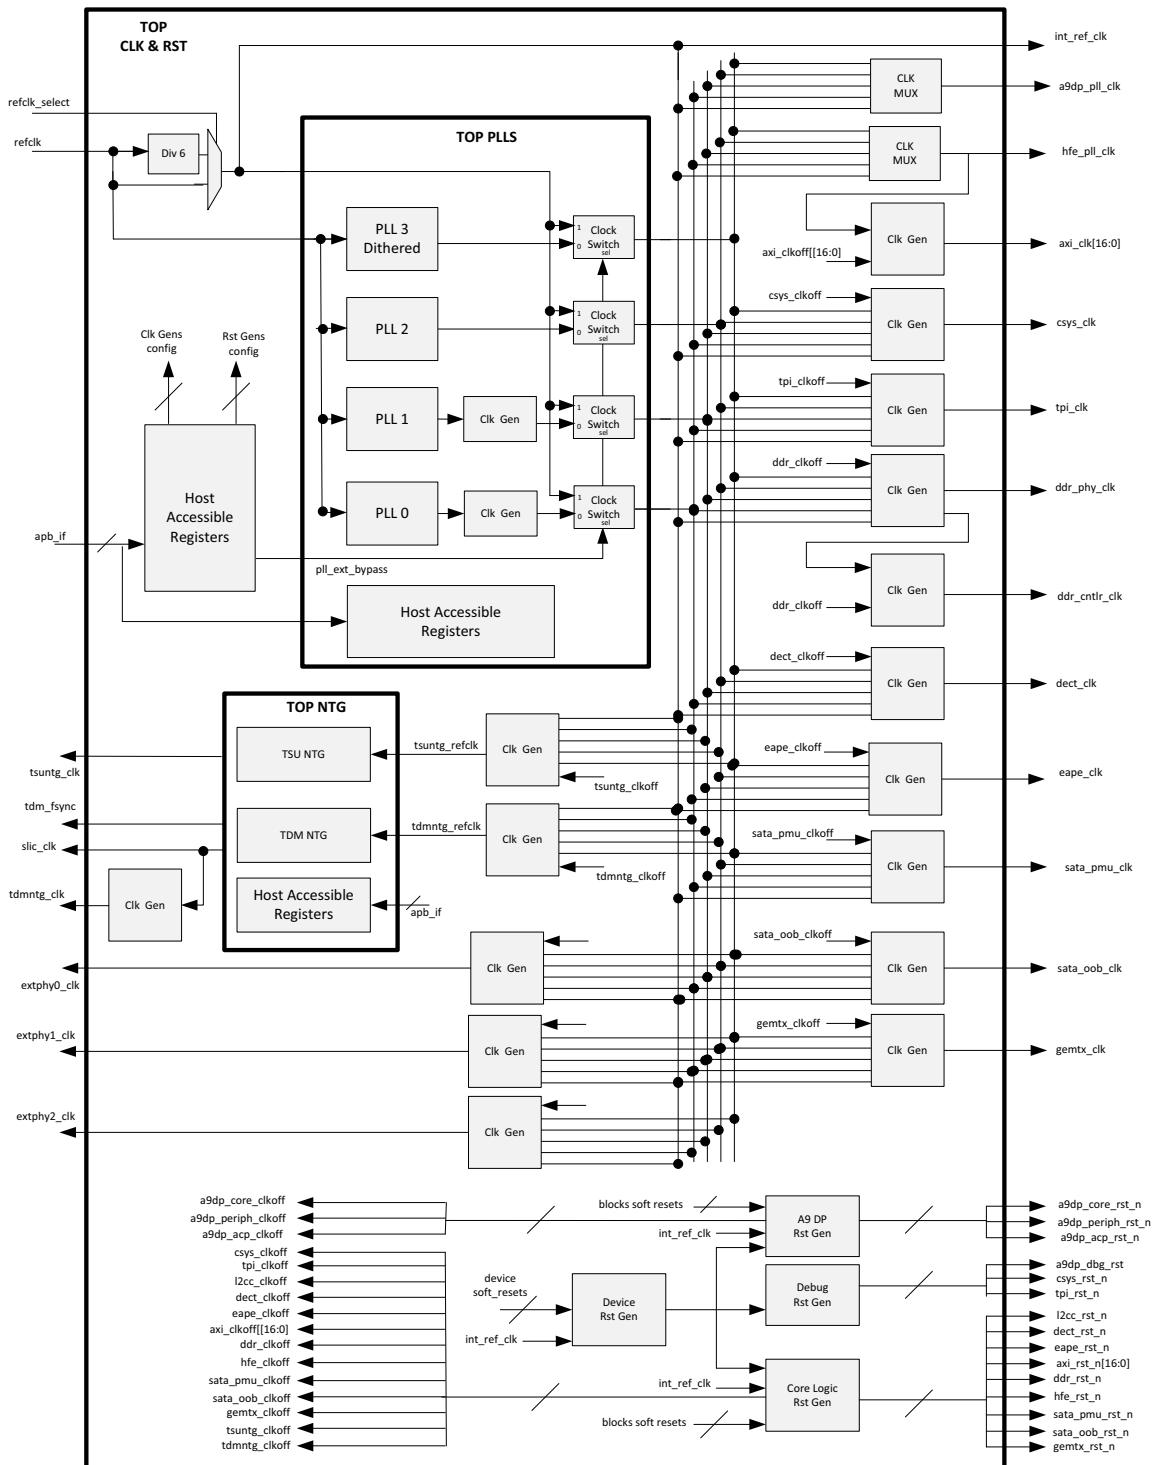 TOP
CLK & RST
int_ref_clk
CLK
MUX
a9dp_pll_clk
refclk_select
refclk
Div 6
TOP PLLS
CLK
MUX
hfe_pll_clk
PLL 3
Dithered
1
0
Clock
Switch
sel
Clk Gen
axi_clkoff[[16:0]
axi_clk[16:0]
csys_clkoff
PLL 2
1
0
Clock
Switch
sel
Clk Gen
csys_clk
Clk Gens
config
Rst Gens
config
tpi_clkoff
PLL 1
Clk Gen
1
0
Clock
Switch
sel
Clk Gen
tpi_clk
ddr_clkoff
Host
Accessible
Registers
PLL 0
Clk Gen
1
0
Clock
Switch
sel
Clk Gen
ddr_phy_clk
apb_if
pll_ext_bypass
Host Accessible
Registers
Clk Gen
ddr_clkoff
ddr_cntlr_clk
dect_clkoff
Clk Gen
dect_clk
TOP NTG
TSU NTG
tsuntg_refclk
Clk Gen
tsuntg_clkoff
tsuntg_clk
eape_clkoff
Clk Gen
eape_clk
tdm_fsync
TDM NTG
tdmntg_refclk
Clk Gen
tdmntg_clkoff
slic_clk
sata_pmu_clkoff
Clk Gen
sata_pmu_clk
tdmntg_clk
Clk Gen
Host Accessible
Registers
apb_if
sata_oob_clkoff
Clk Gen
extphy0_clk
Clk Gen
sata_oob_clk
gemtx_clkoff
extphy1_clk
Clk Gen
Clk Gen
gemtx_clk
extphy2_clk
Clk Gen
a9dp_core_clkoff
a9dp_periph_clkoff
a9dp_acp_clkoff
csys_clkoff
tpi_clkoff
l2cc_clkoff
dect_clkoff
eape_clkoff
axi_clkoff[[16:0]
ddr_clkoff
hfe_clkoff
sata_pmu_clkoff
sata_oob_clkoff
gemtx_clkoff
tsuntg_clkoff
tdmntg_clkoff
blocks soft resets
int_ref_clk
A9 DP
Rst Gen
device
soft_resets
int_ref_clk
Device
Rst Gen
Debug
Rst Gen
int_ref_clk
blocks soft resets
Core Logic
Rst Gen
a9dp_core_rst_n
a9dp_periph_rst_n
a9dp_acp_rst_n
a9dp_dbg_rst
csys_rst_n
tpi_rst_n
l2cc_rst_n
dect_rst_n
eape_rst_n
axi_rst_n[16:0]
ddr_rst_n
hfe_rst_n
sata_pmu_rst_n
sata_oob_rst_n
gemtx_rst_n